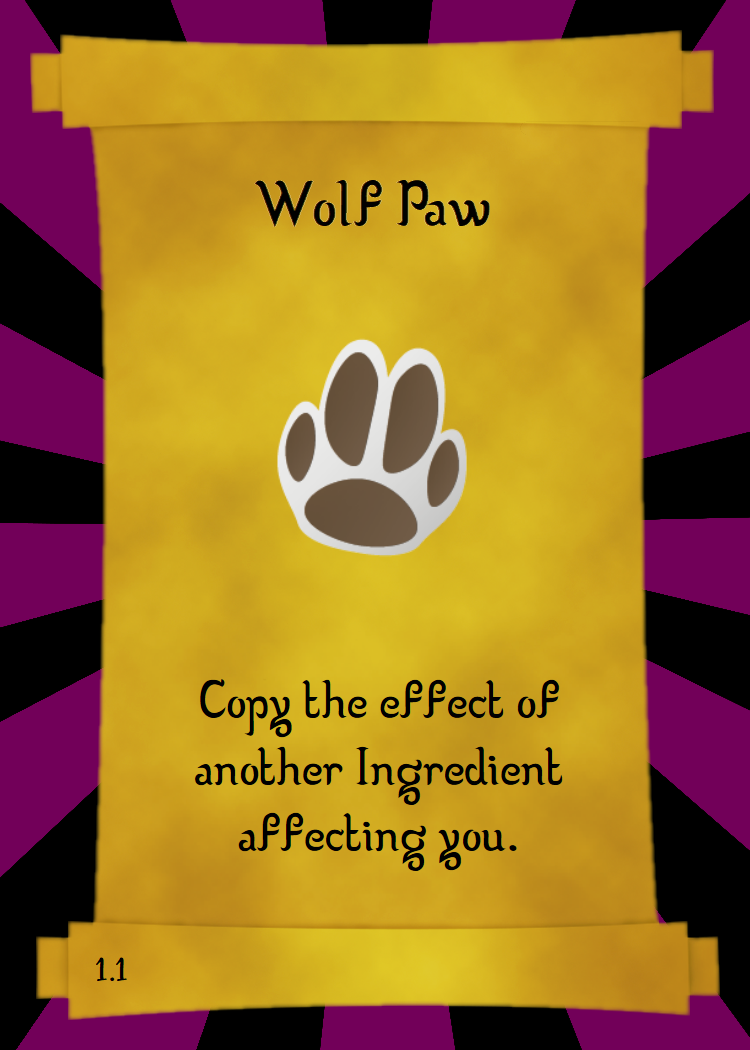 Wolf Paw
Copy the effect of
another Ingredient
affecting you.
1.1